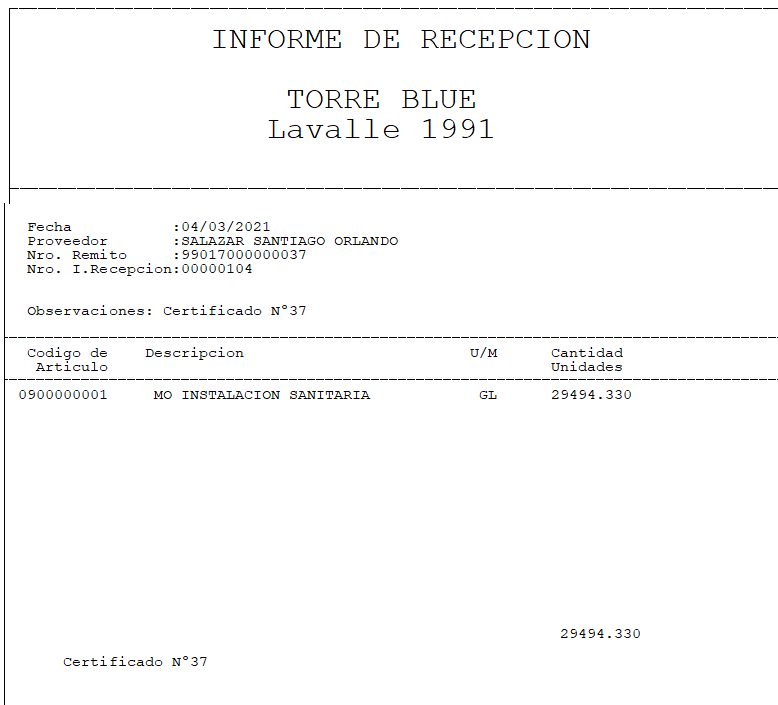 INFORME DE RECEPCION
TORRE BLUE
Lavalle 1991
Fecha :04/03/2021
Proveedor :SALAZAR SANTIAGO ORLANDO
Nro. Remito :99017000000037
Nro. I.Recepcion:00000104
Observaciones: Certificado N°37
Codigo de Descripcion U/M Cantidad
Articulo Unidades
0900000001 MO INSTALACION SANITARIA GL 29494.330
29494.330
Certificado N°37